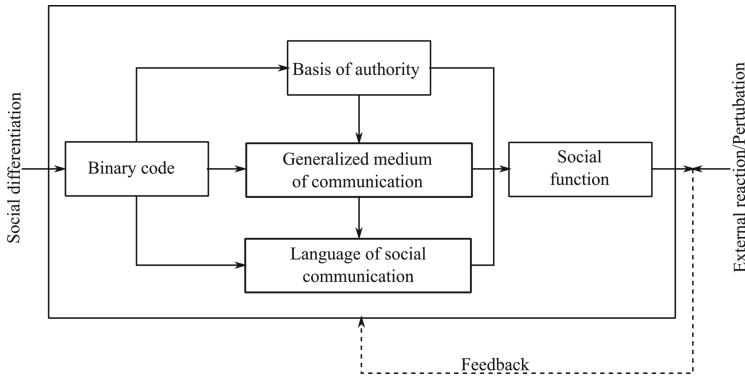 Social differentiation
Basis of authority
Binary code
Generalized medium
of communication
Language of social
communication
Social
function
External reaction/Pertubation
Feedback